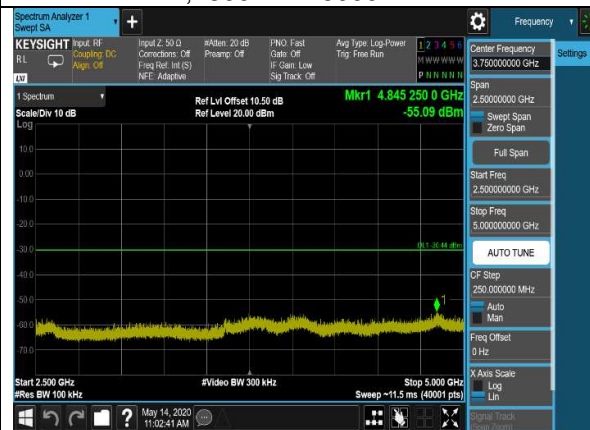 Spectrum Analyzer 1
Swept SA
Frequency
KEYSIGHT
Input: RF
Coupling: DC
Align: Off
Input Z: 50 Ω
Corrections: Off
Freq Ref: Int (S)
NFE: Adaptive
#Atten: 20 dB
Preamp: Off
PNO: Fast
Gate: Off
IF Gain: Low
Sig Track: Off
Avg Type: Log-Power
Trig: Free Run
1 2 3 4 5 6
M W W W W W
P N N N N N
RL
LXI
Center Frequency
3.750000000 GHz
Settings
Span
2.50000000 GHz
Swept Span
Zero Span
Full Span
Start Freq
2.500000000 GHz
Stop Freq
5.000000000 GHz
AUTO TUNE
CF Step
250.000000 MHz
Auto
Man
Freq Offset
0 Hz
X Axis Scale
Log
Lin
Signal Track
(Span Zoom)
1 Spectrum
Scale/Div 10 dB
Log
Ref Lvl Offset 10.50 dB
Ref Level 20.00 dBm
Mkr1 4.845 250 0 GHz
-55.09 dBm
10.0
0.00
-10.0
-20.0
-30.0
-40.0
-50.0
-60.0
-70.0
1
Start 2.500 GHz
#Res BW 100 kHz
#Video BW 300 kHz
Stop 5.000 GHz
Sweep ~11.5 ms (40001 pts)
?
May 14, 2020
11:02:41 AM